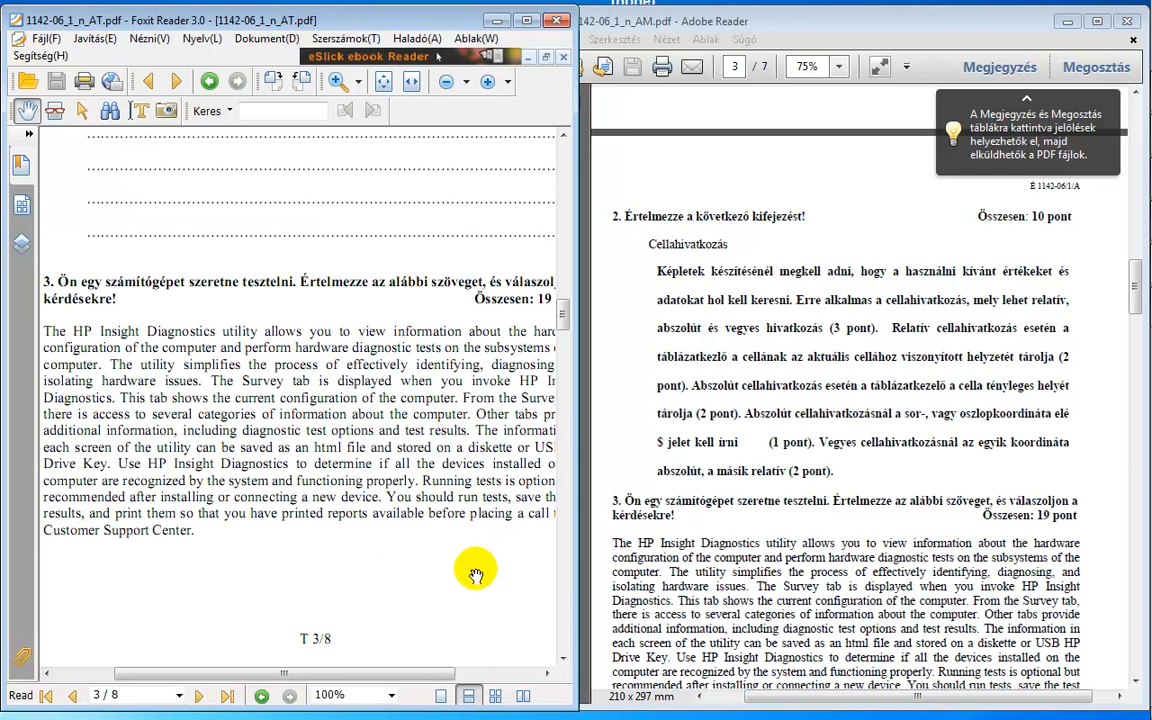 1142-06_1_n_AT.pdf - Foxit Reader 3.0 - [1142-06_1_n_AT.pdf]
Fájl(F) Javítás(E) Nézni(V) Nyelv(L) Dokument(D) Szerszámok(T) Haladó(A) Ablak(W)
Segítség(H)
eSlick ebook Reader
Keres
3. Ön egy számítógépet szeretne tesztelni. Értelmezze az alábbi szöveget, és válaszol
kérdésekre! Összesen: 19
The HP Insight Diagnostics utility allows you to view information about the hard
configuration of the computer and perform hardware diagnostic tests on the subsystems
computer. The utility simplifies the process of effectively identifying, diagnosing
isolating hardware issues. The Survey tab is displayed when you invoke HP I
Diagnostics. This tab shows the current configuration of the computer. From the Surve
there is access to several categories of information about the computer. Other tabs pr
additional information, including diagnostic test options and test results. The informati
each screen of the utility can be saved as an html file and stored on a diskette or US
Drive Key. Use HP Insight Diagnostics to determine if all the devices installed o
computer are recognized by the system and functioning properly. Running tests is option
recommended after installing or connecting a new device. You should run tests, save th
results, and print them so that you have printed reports available before placing a call t
Customer Support Center.
T 3/8
Read 3 / 8 100%
142-06_1_n_AM.pdf - Adobe Reader
Szerkesztés Nézet Ablak Súgó
3 / 7 75% Megjegyzés Megosztás
A Megjegyzés és Megosztás
táblákra kattintva jelölések
helyezhetők el, majd
elküldhetők a PDF fájlok.
É 1142-06/1/A
2. Értelmezze a következő kifejezést! Összesen: 10 pont
Cellahivatkozás
Képletek készítésénél megkell adni, hogy a használni kívánt értékeket és
adatokat hol kell keresni. Erre alkalmas a cellahivatkozás, mely lehet relatív,
abszolút és vegyes hivatkozás (3 pont). Relatív cellahivatkozás esetén a
táblázatkezlő a cellának az aktuális cellához viszonyított helyzetét tárolja (2
pont). Abszolút cellahivatkozás esetén a táblázatkezelő a cella tényleges helyét
tárolja (2 pont). Abszolút cellahivatkozásnál a sor-, vagy oszlopkoordináta elé
$ jelet kell írni (1 pont). Vegyes cellahivatkozásnál az egyik koordináta
abszolút, a másik relatív (2 pont).
3. Ön egy számítógépet szeretne tesztelni. Értelmezze az alábbi szöveget, és válaszoljon a
kérdésekre! Összesen: 19 pont
The HP Insight Diagnostics utility allows you to view information about the hardware
configuration of the computer and perform hardware diagnostic tests on the subsystems of the
computer. The utility simplifies the process of effectively identifying, diagnosing, and
isolating hardware issues. The Survey tab is displayed when you invoke HP Insight
Diagnostics. This tab shows the current configuration of the computer. From the Survey tab,
there is access to several categories of information about the computer. Other tabs provide
additional information, including diagnostic test options and test results. The information in
each screen of the utility can be saved as an html file and stored on a diskette or USB HP
Drive Key. Use HP Insight Diagnostics to determine if all the devices installed on the
computer are recognized by the system and functioning properly. Running tests is optional but
recommended after installing or connecting a new device. You should run tests, save the test
210 x 297 mm